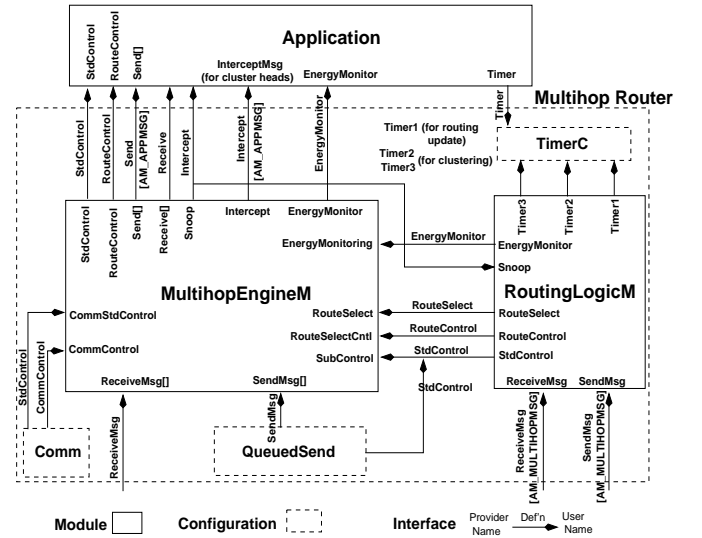 Application
StdControl
RouteControl
Send[]
InterceptMsg
(for cluster heads)
EnergyMonitor
Timer
Multihop Router
StdControl
RouteControl
Send
[AM_APPMSG]
Receive
Intercept
Intercept
[AM_APPMSG]
EnergyMonitor
Timer
Timer1 (for routing
update)
Timer2
Timer3
(for clustering)
TimerC
StdControl
RouteControl
Send[]
Receive[]
Snoop
Intercept
EnergyMonitor
Timer3
Timer2
Timer1
EnergyMonitoring
EnergyMonitor
EnergyMonitor
Snoop
MultihopEngineM
RoutingLogicM
CommStdControl
RouteSelect
RouteSelect
RouteSelect
RouteSelectCntl
RouteControl
RouteControl
CommControl
SubControl
StdControl
StdControl
StdControl
CommControl
ReceiveMsg[]
SendMsg[]
StdControl
ReceiveMsg
SendMsg
ReceiveMsg
SendMsg
ReceiveMsg
[AM_MULTIHOPMSG]
SendMsg
[AM_MULTIHOPMSG]
Comm
QueuedSend
Module
Configuration
Interface
Provider
Name
Def'n
User
Name